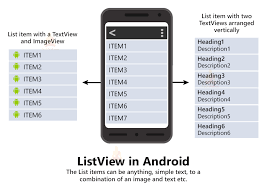 List item with a TextView
and ImageView
ITEM1
ITEM2
ITEM3
ITEM4
ITEM5
ITEM6
ITEM1
ITEM2
ITEM3
ITEM4
ITEM5
ITEM6
ITEM7
List item with two
TextViews arranged
vertically
Heading1
Description1
Heading2
Description2
Heading3
Description3
Heading4
Description4
Heading5
Description5
Heading6
Description6
ListView in Android
The List items can be anything, simple text, to a
combination of an image and text etc.